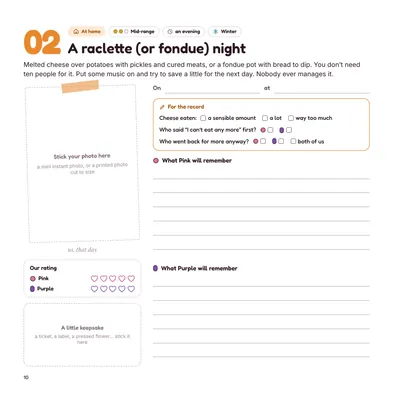 02
At home Mid-range an evening Winter
A raclette (or fondue) night
Melted cheese over potatoes with pickles and cured meats, or a fondue pot with bread to dip. You don't need
ten people for it. Put some music on and try to save a little for the next day. Nobody ever manages it.
Stick your photo here
a mini instant photo, or a printed photo
cut to size
us, that day
Our rating
Pink
Purple
A little keepsake
a ticket, a label, a pressed flower... stick it
here
On at
For the record
Cheese eaten: a sensible amount a lot way too much
Who said "I can't eat any more" first?
Who went back for more anyway? both of us
What Pink will remember
What Purple will remember
10